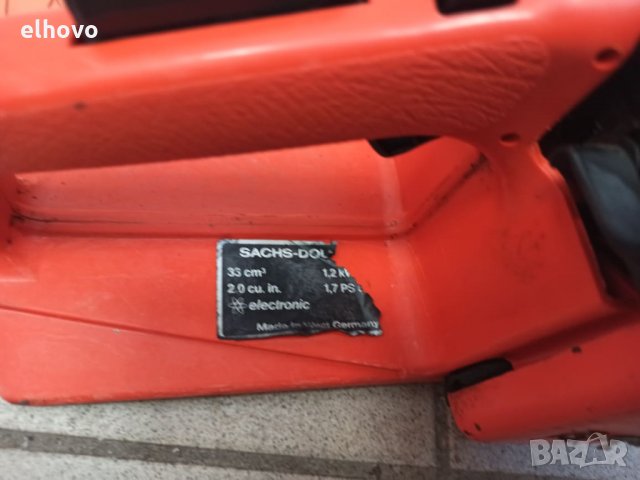 elhovo
SACHS-DOL
33 cm³ 1,2 k
2.0 cu. in. 1,7 PS
electronic
Made in West Germany
BAZAR